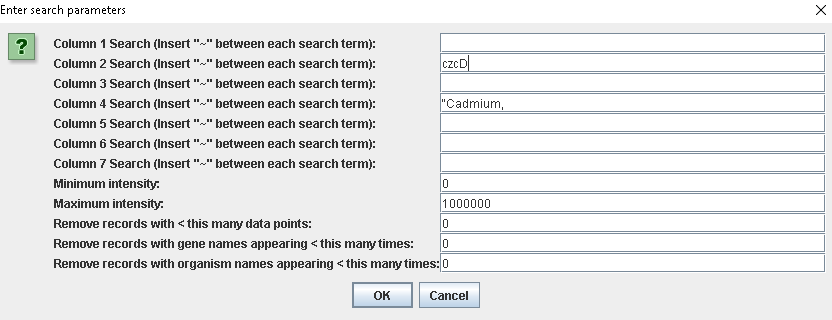 Enter search parameters
?
Column 1 Search (Insert "~" between each search term):
Column 2 Search (Insert "~" between each search term): czcD
Column 3 Search (Insert "~" between each search term):
Column 4 Search (Insert "~" between each search term): "Cadmium,
Column 5 Search (Insert "~" between each search term):
Column 6 Search (Insert "~" between each search term):
Column 7 Search (Insert "~" between each search term):
Minimum intensity: 0
Maximum intensity: 1000000
Remove records with < this many data points: 0
Remove records with gene names appearing < this many times: 0
Remove records with organism names appearing < this many times: 0
OK Cancel